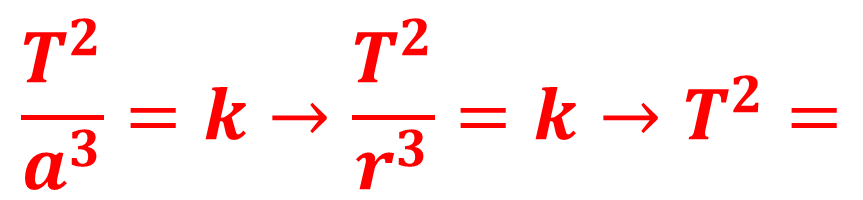 T²/a³ = k → T²/r³ = k → T² =